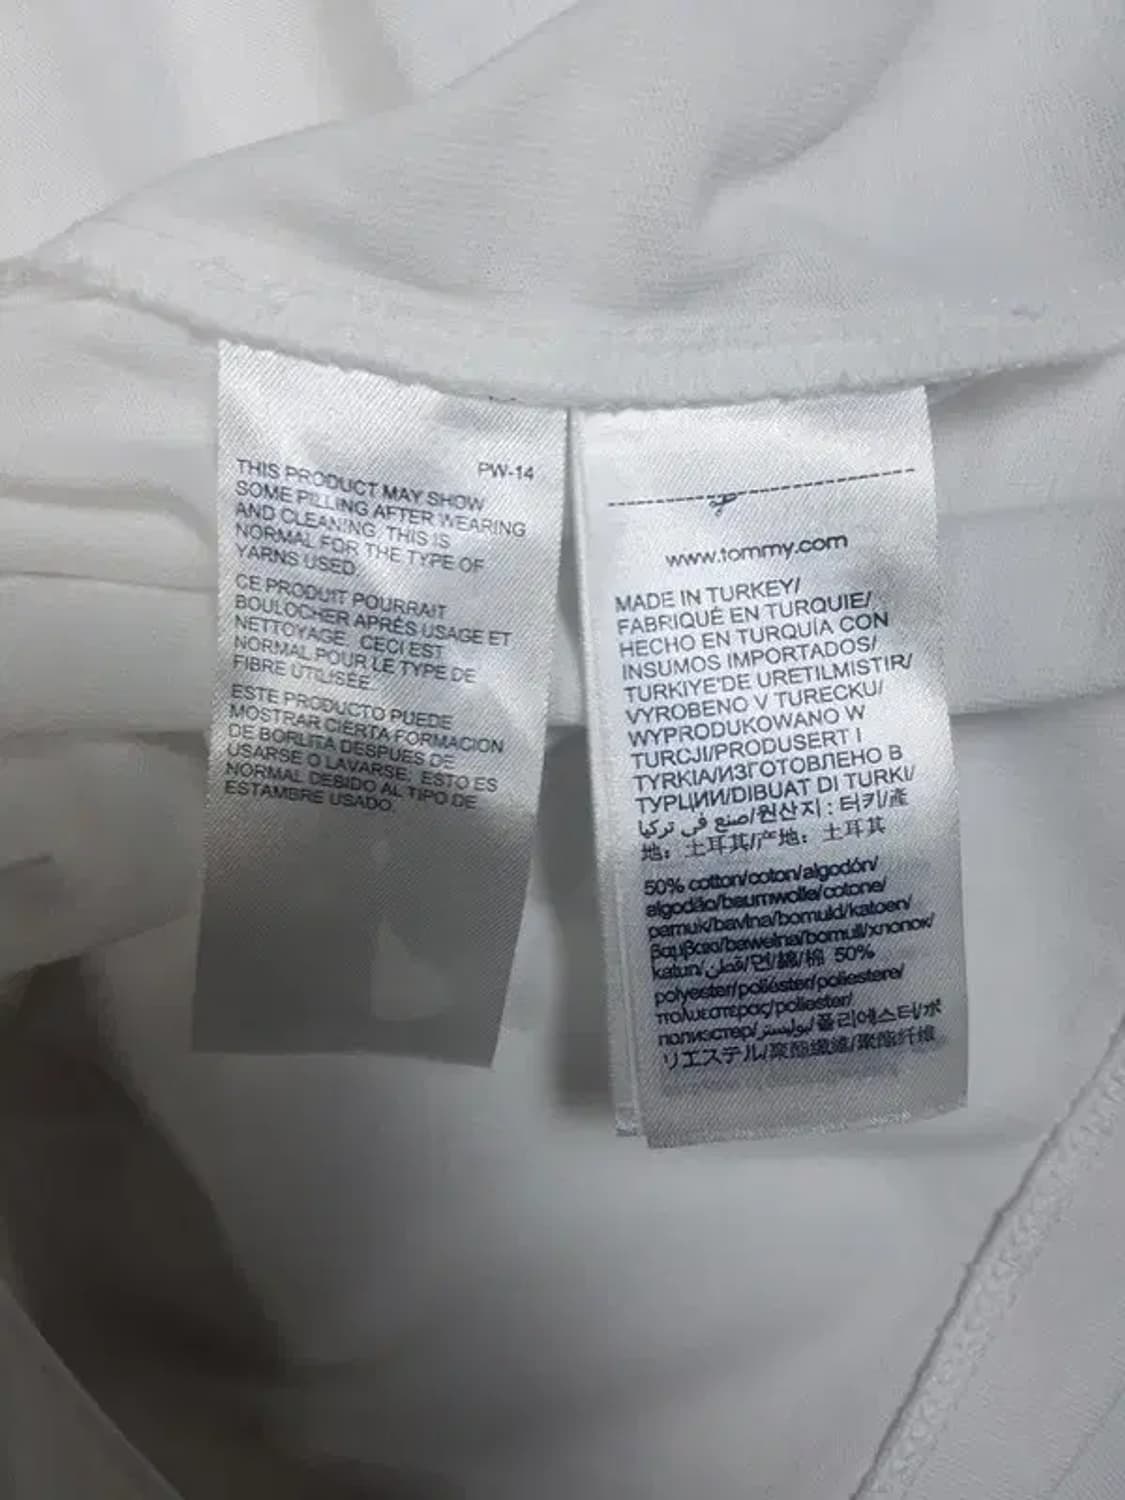 PW-14
THIS PRODUCT MAY SHOW
SOME PILLING AFTER WEARING
AND CLEANING, THIS IS
NORMAL FOR THE TYPE OF
YARNS USED.
CE PRODUIT POURRAIT
BOULOCHER APRÈS USAGE ET
NETTOYAGE. CECI EST
NORMAL POUR LE TYPE DE
FIBRE UTILISÉE.
ESTE PRODUCTO PUEDE
MOSTRAR CIERTA FORMACION
DE BORLITA DESPUES DE
USARSE O LAVARSE, ESTO ES
NORMAL DEBIDO AL TIPO DE
ESTAMBRE USADO.
www.tommy.com
MADE IN TURKEY/
FABRIQUÉ EN TURQUIE/
HECHO EN TURQUÍA CON
INSUMOS IMPORTADOS/
TURKIYE'DE URETILMISTIR/
VYROBENO V TURECKU/
WYPRODUKOWANO W
TURCJI/PRODUSERT I
TYRKIA/ИЗГОТОВЛЕНО В
ТУРЦИИ/DIBUAT DI TURKI/
صنع في تركيا/원산지 : 터키/產
地：土耳其/产地：土耳其
50% cotton/coton/algodón/
algodão/baumwolle/cotone/
pamuk/bavlna/bomuld/katoen/
βαμβακι/bawelna/bomull/хлопок/
katun/قطن/면/綿/棉 50%
polyester/poliéster/poliestere/
πολυεστερας/poliester/
полиэстер/بوليستر/폴리에스터/ポ
リエステル/聚酯纖維/聚酯纤维